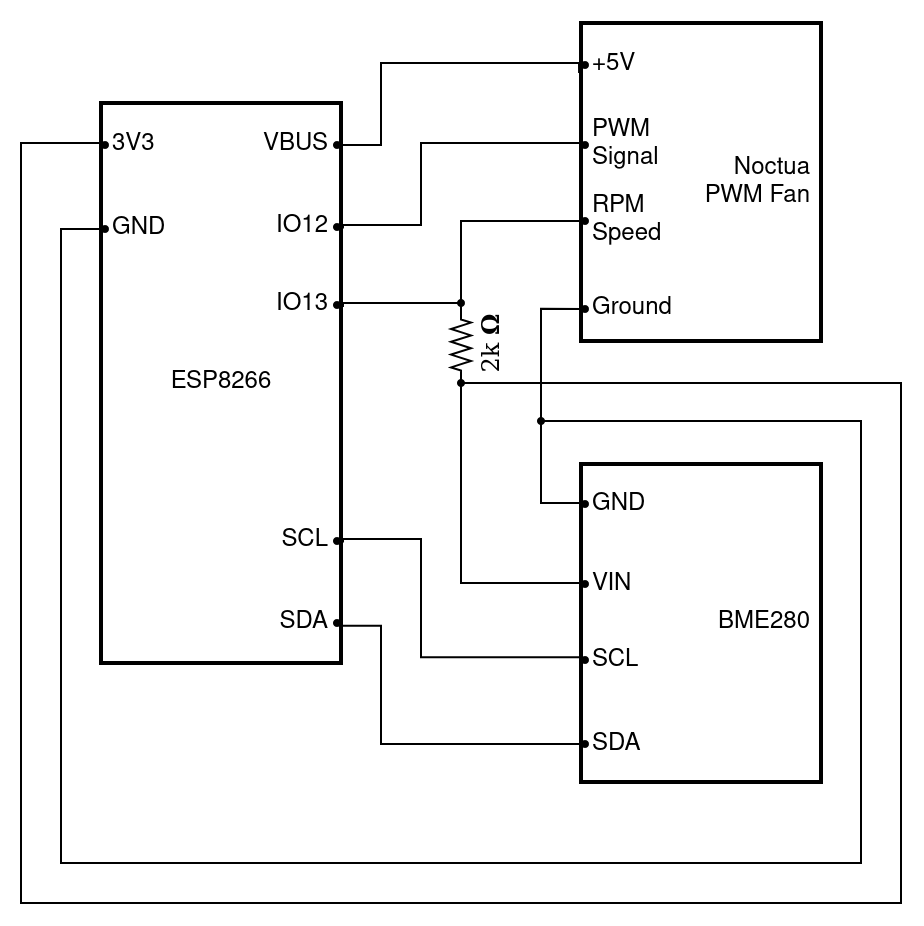 3V3
GND
VBUS
IO12
IO13
ESP8266
SCL
SDA
+5V
PWM
Signal
RPM
Speed
Ground
Noctua
PWM Fan
2k Ω
GND
VIN
SCL
SDA
BME280